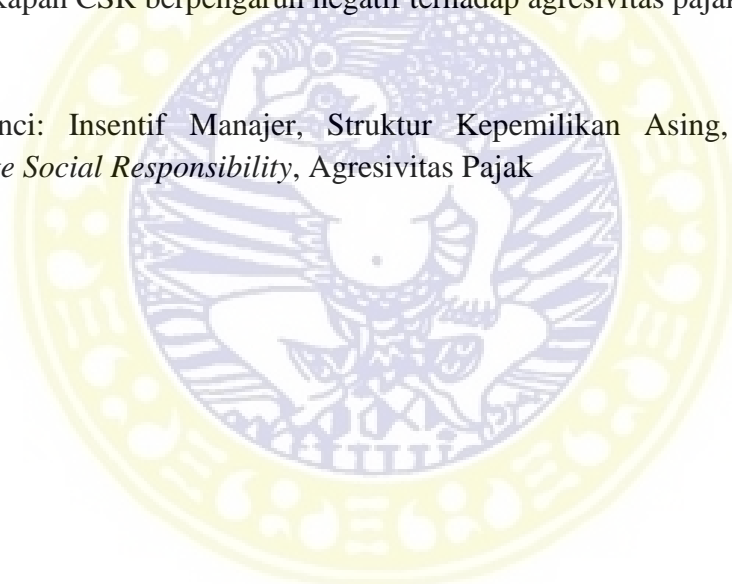 kapan CSR berpengaruh negatif terhadap agresivitas pajak
nci: Insentif Manajer, Struktur Kepemilikan Asing,
e Social Responsibility, Agresivitas Pajak